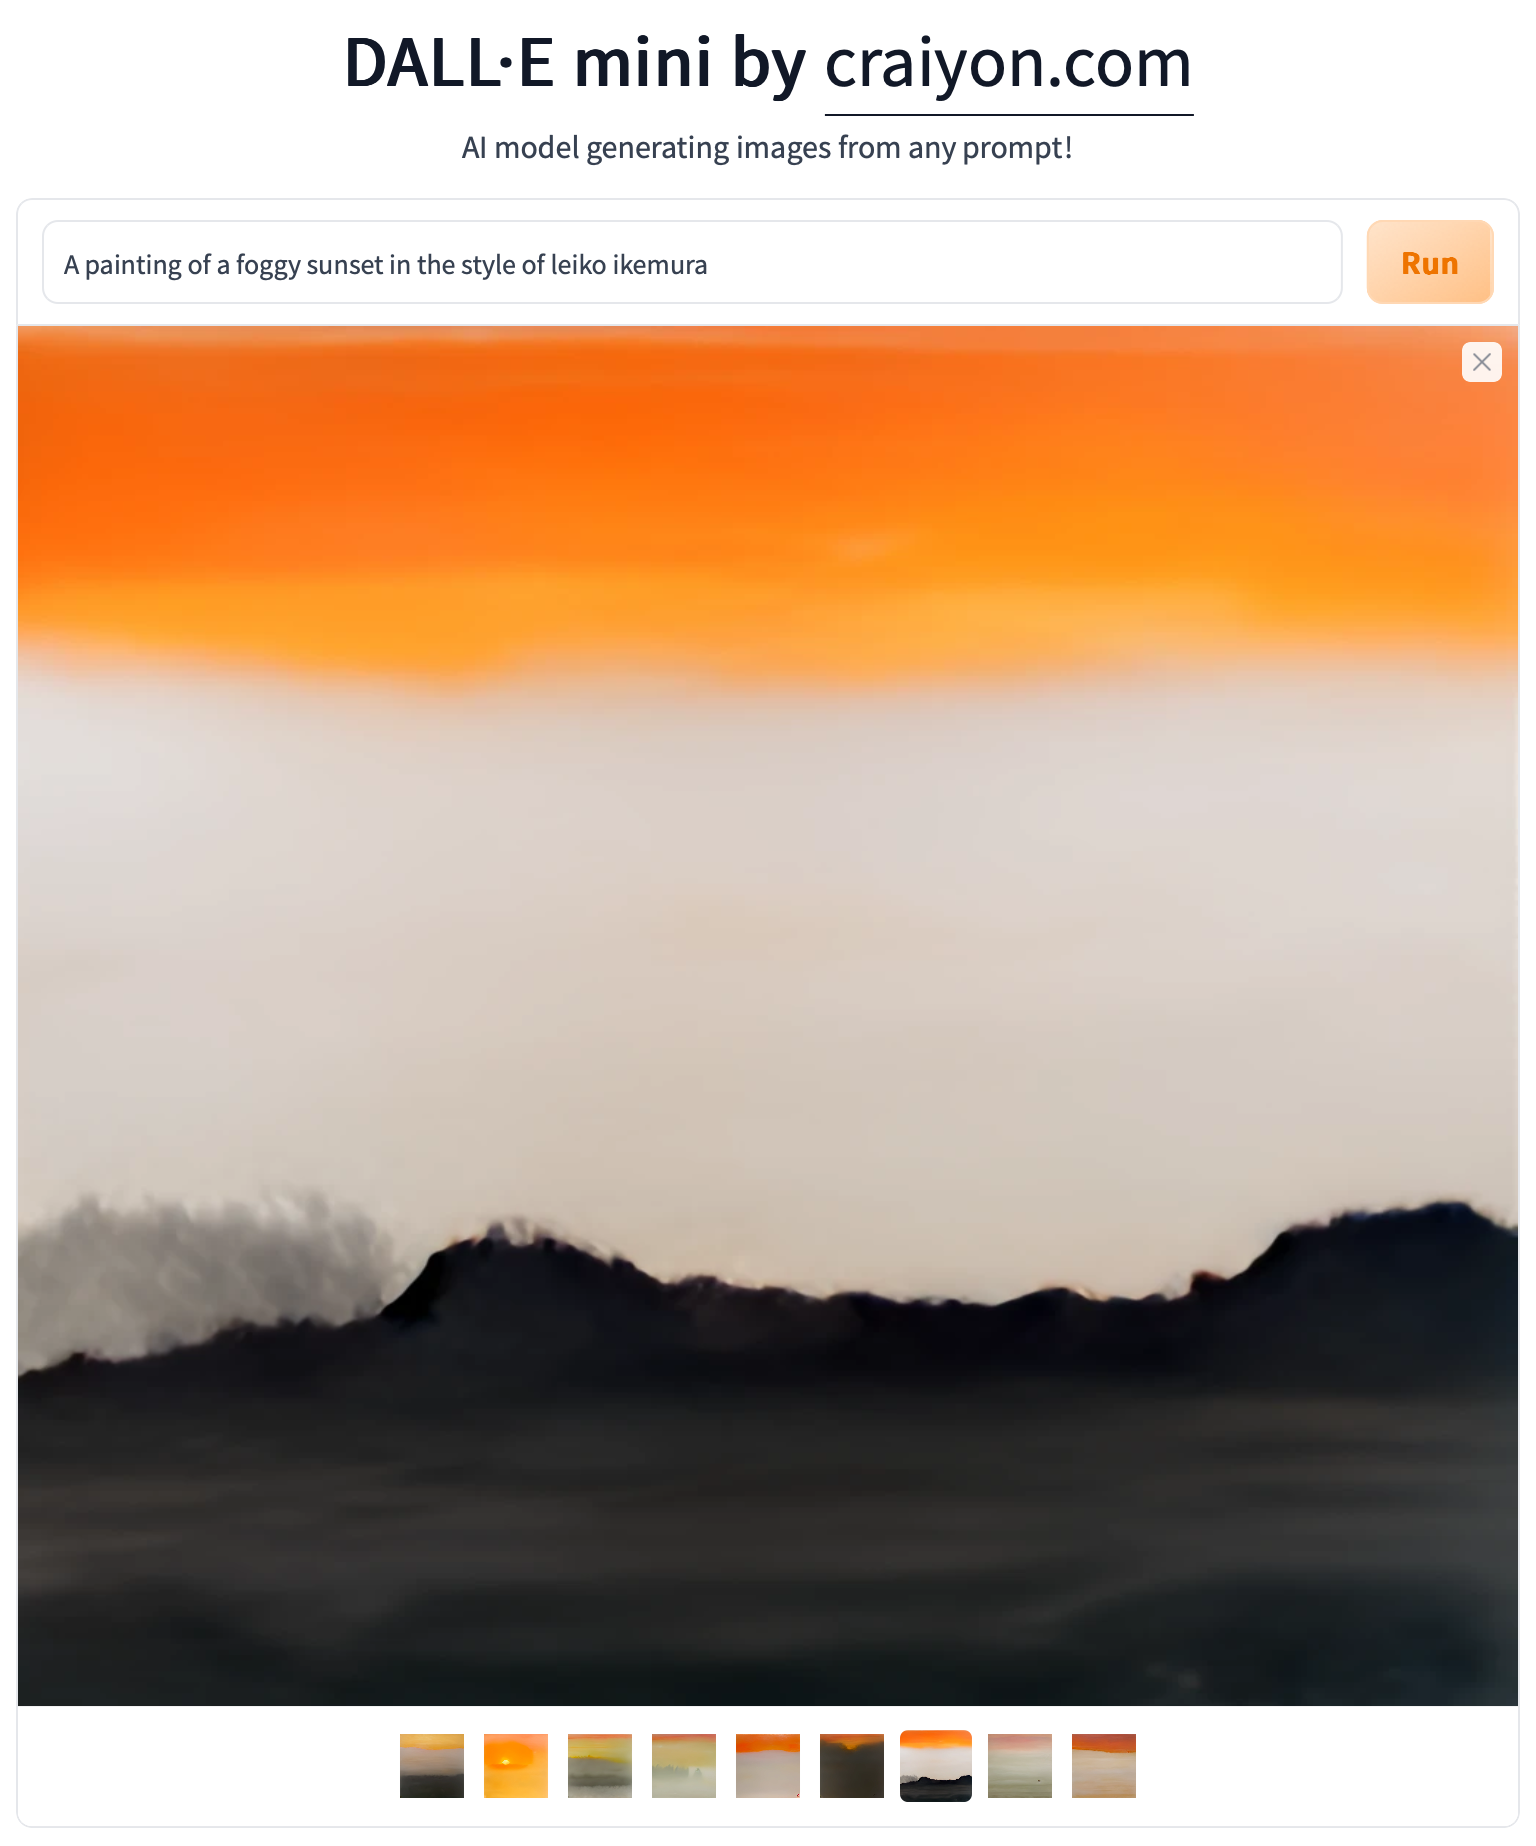 DALL·E mini by craiyon.com
AI model generating images from any prompt!
A painting of a foggy sunset in the style of leiko ikemura
Run